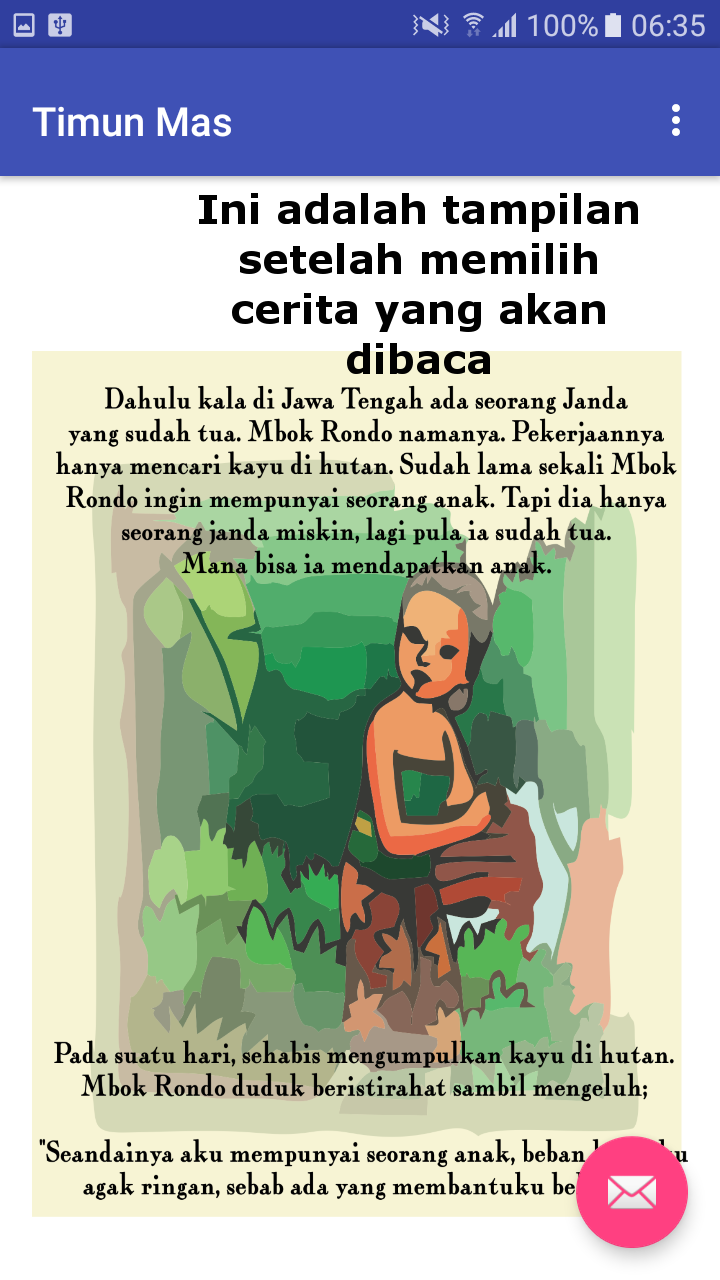 100% 06:35
Timun Mas
Ini adalah tampilan
setelah memilih
cerita yang akan
dibaca
Dahulu kala di Jawa Tengah ada seorang Janda
yang sudah tua. Mbok Rondo namanya. Pekerjaannya
hanya mencari kayu di hutan. Sudah lama sekali Mbok
Rondo ingin mempunyai seorang anak. Tapi dia hanya
seorang janda miskin, lagi pula ia sudah tua.
Mana bisa ia mendapatkan anak.
Pada suatu hari, sehabis mengumpulkan kayu di hutan.
Mbok Rondo duduk beristirahat sambil mengeluh;
"Seandainya aku mempunyai seorang anak, beban
agak ringan, sebab ada yang membantuku